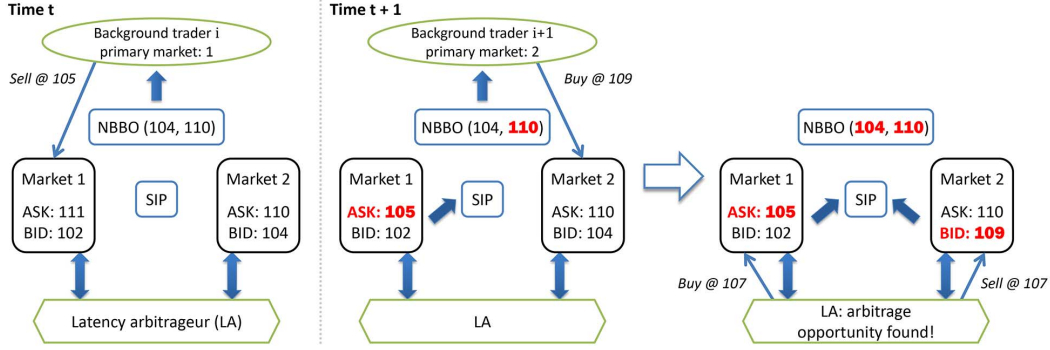 Time t
Background trader i
primary market: 1
Sell @ 105
NBBO (104, 110)
Market 1
ASK: 111
BID: 102
SIP
Market 2
ASK: 110
BID: 104
Latency arbitrageur (LA)
Time t + 1
Background trader i+1
primary market: 2
Buy @ 109
NBBO (104, 110)
Market 1
ASK: 105
BID: 102
SIP
Market 2
ASK: 110
BID: 104
LA
NBBO (104, 110)
Market 1
ASK: 105
BID: 102
SIP
Market 2
ASK: 110
BID: 109
Buy @ 107
Sell @ 107
LA: arbitrage
opportunity found!